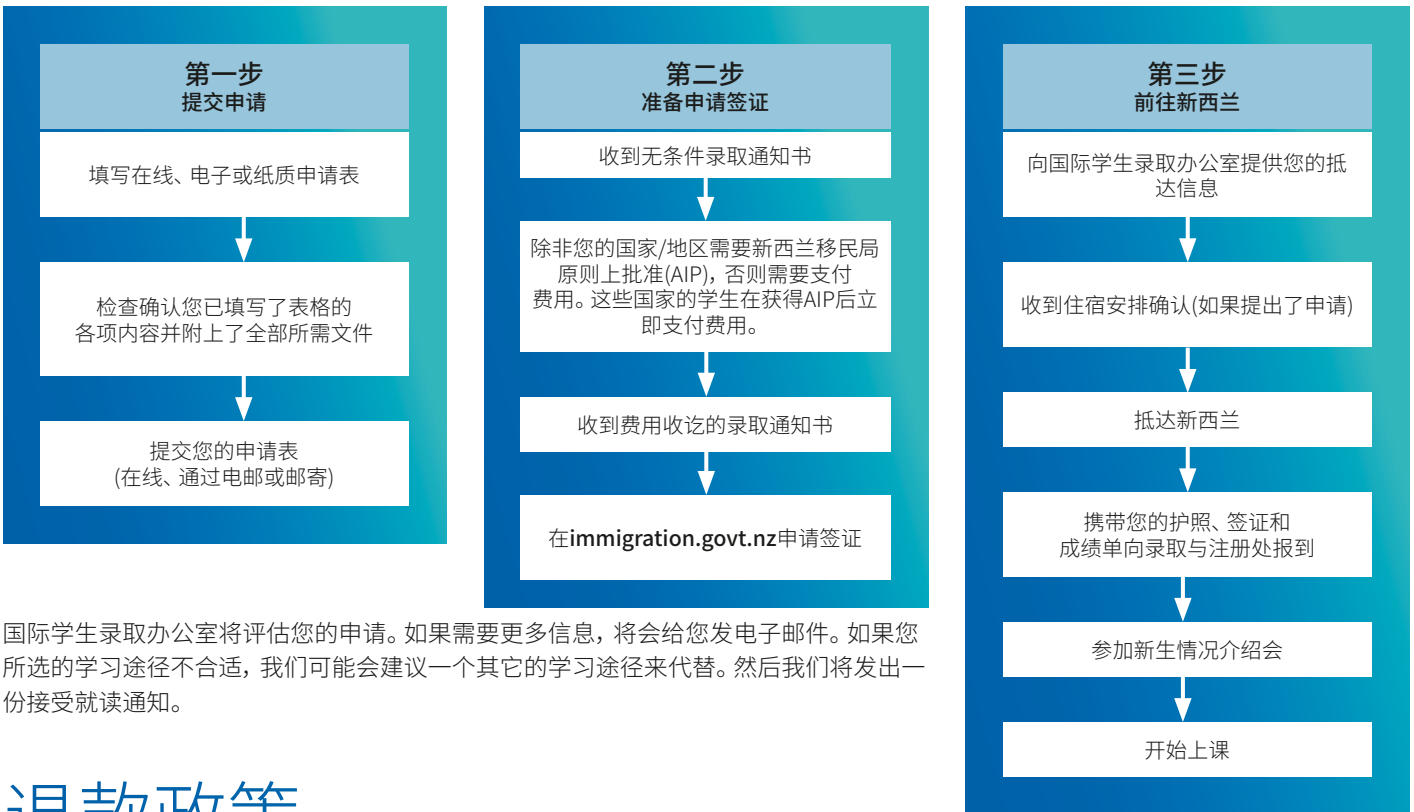 第一步
提交申请
填写在线、电子或纸质申请表
检查确认您已填写了表格的
各项内容并附上了全部所需文件
提交您的申请表
(在线、通过电邮或邮寄)
第二步
准备申请签证
收到无条件录取通知书
除非您的国家/地区需要新西兰移民局
原则上批准(AIP)，否则需要支付
费用。这些国家的学生在获得AIP后立
即支付费用。
收到费用收讫的录取通知书
在immigration.govt.nz申请签证
第三步
前往新西兰
向国际学生录取办公室提供您的抵
达信息
收到住宿安排确认(如果提出了申请)
抵达新西兰
携带您的护照、签证和
成绩单向录取与注册处报到
参加新生情况介绍会
开始上课
国际学生录取办公室将评估您的申请。如果需要更多信息，将会给您发电子邮件。如果您
所选的学习途径不合适，我们可能会建议一个其它的学习途径来代替。然后我们将发出一
份接受就读通知。
退款政策